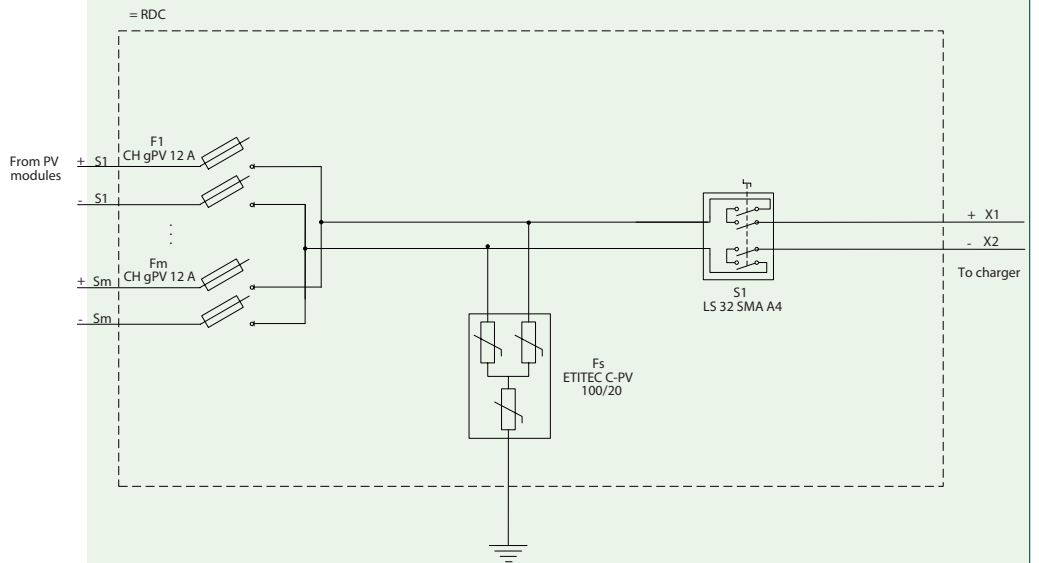 = RDC
From PV
modules
+ S1
F1
CH gPV 12 A
- S1
+ Sm
Fm
CH gPV 12 A
- Sm
+ X1
- X2
To charger
S1
LS 32 SMA A4
Fs
ETITEC C-PV
100/20